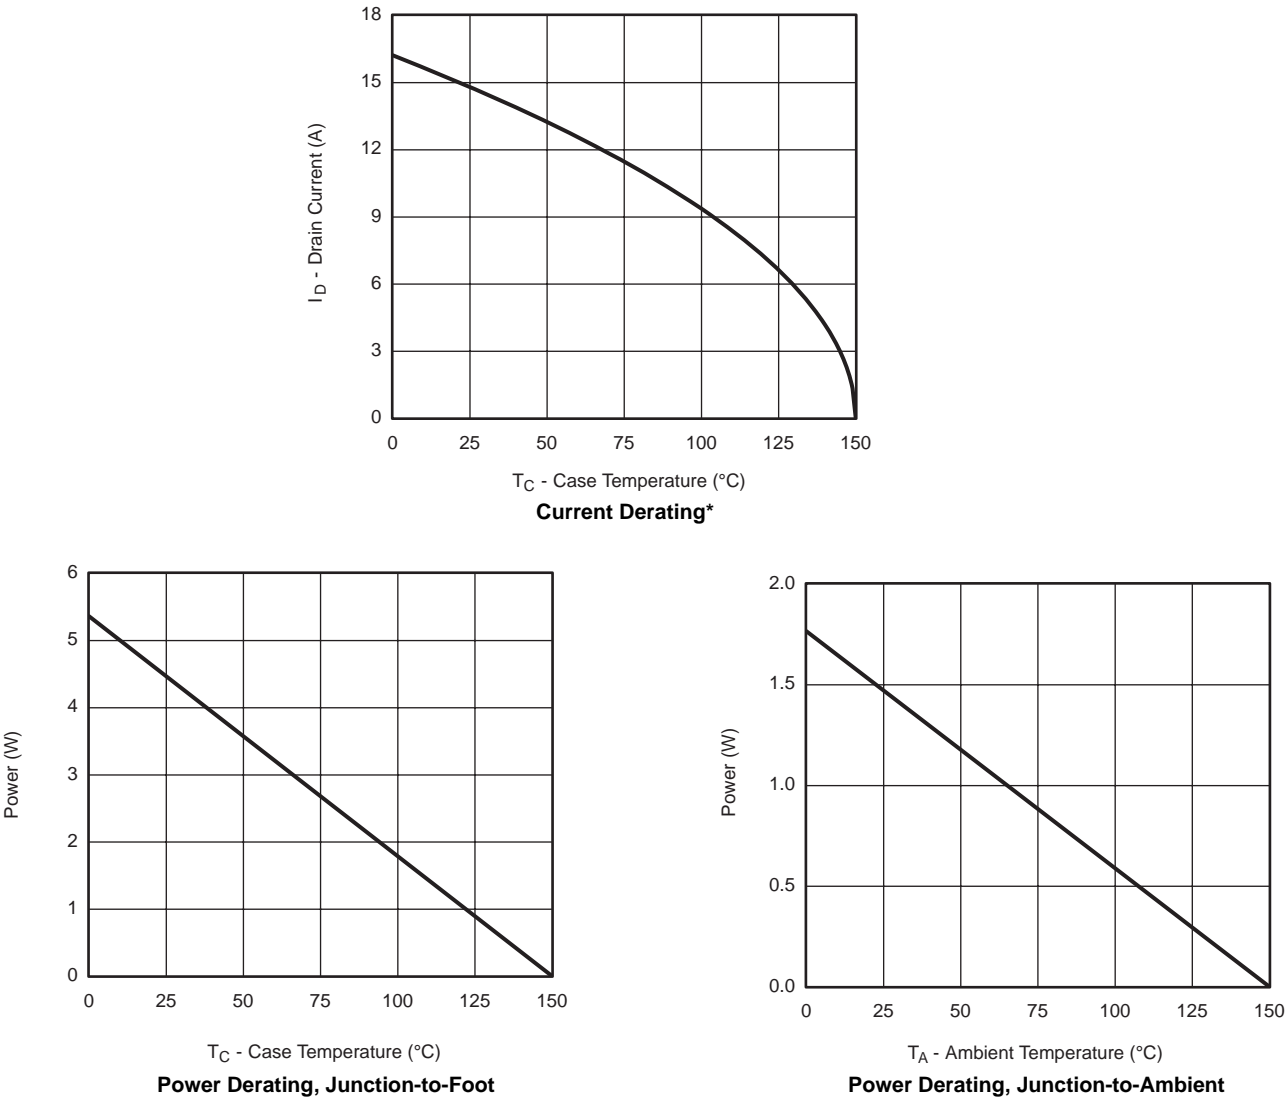 18
15
12
9
6
3
0
I_D - Drain Current (A)
0 25 50 75 100 125 150
T_C - Case Temperature (°C)
Current Derating*
6
5
4
3
2
1
0
Power (W)
0 25 50 75 100 125 150
T_C - Case Temperature (°C)
Power Derating, Junction-to-Foot
2.0
1.5
1.0
0.5
0.0
Power (W)
0 25 50 75 100 125 150
T_A - Ambient Temperature (°C)
Power Derating, Junction-to-Ambient